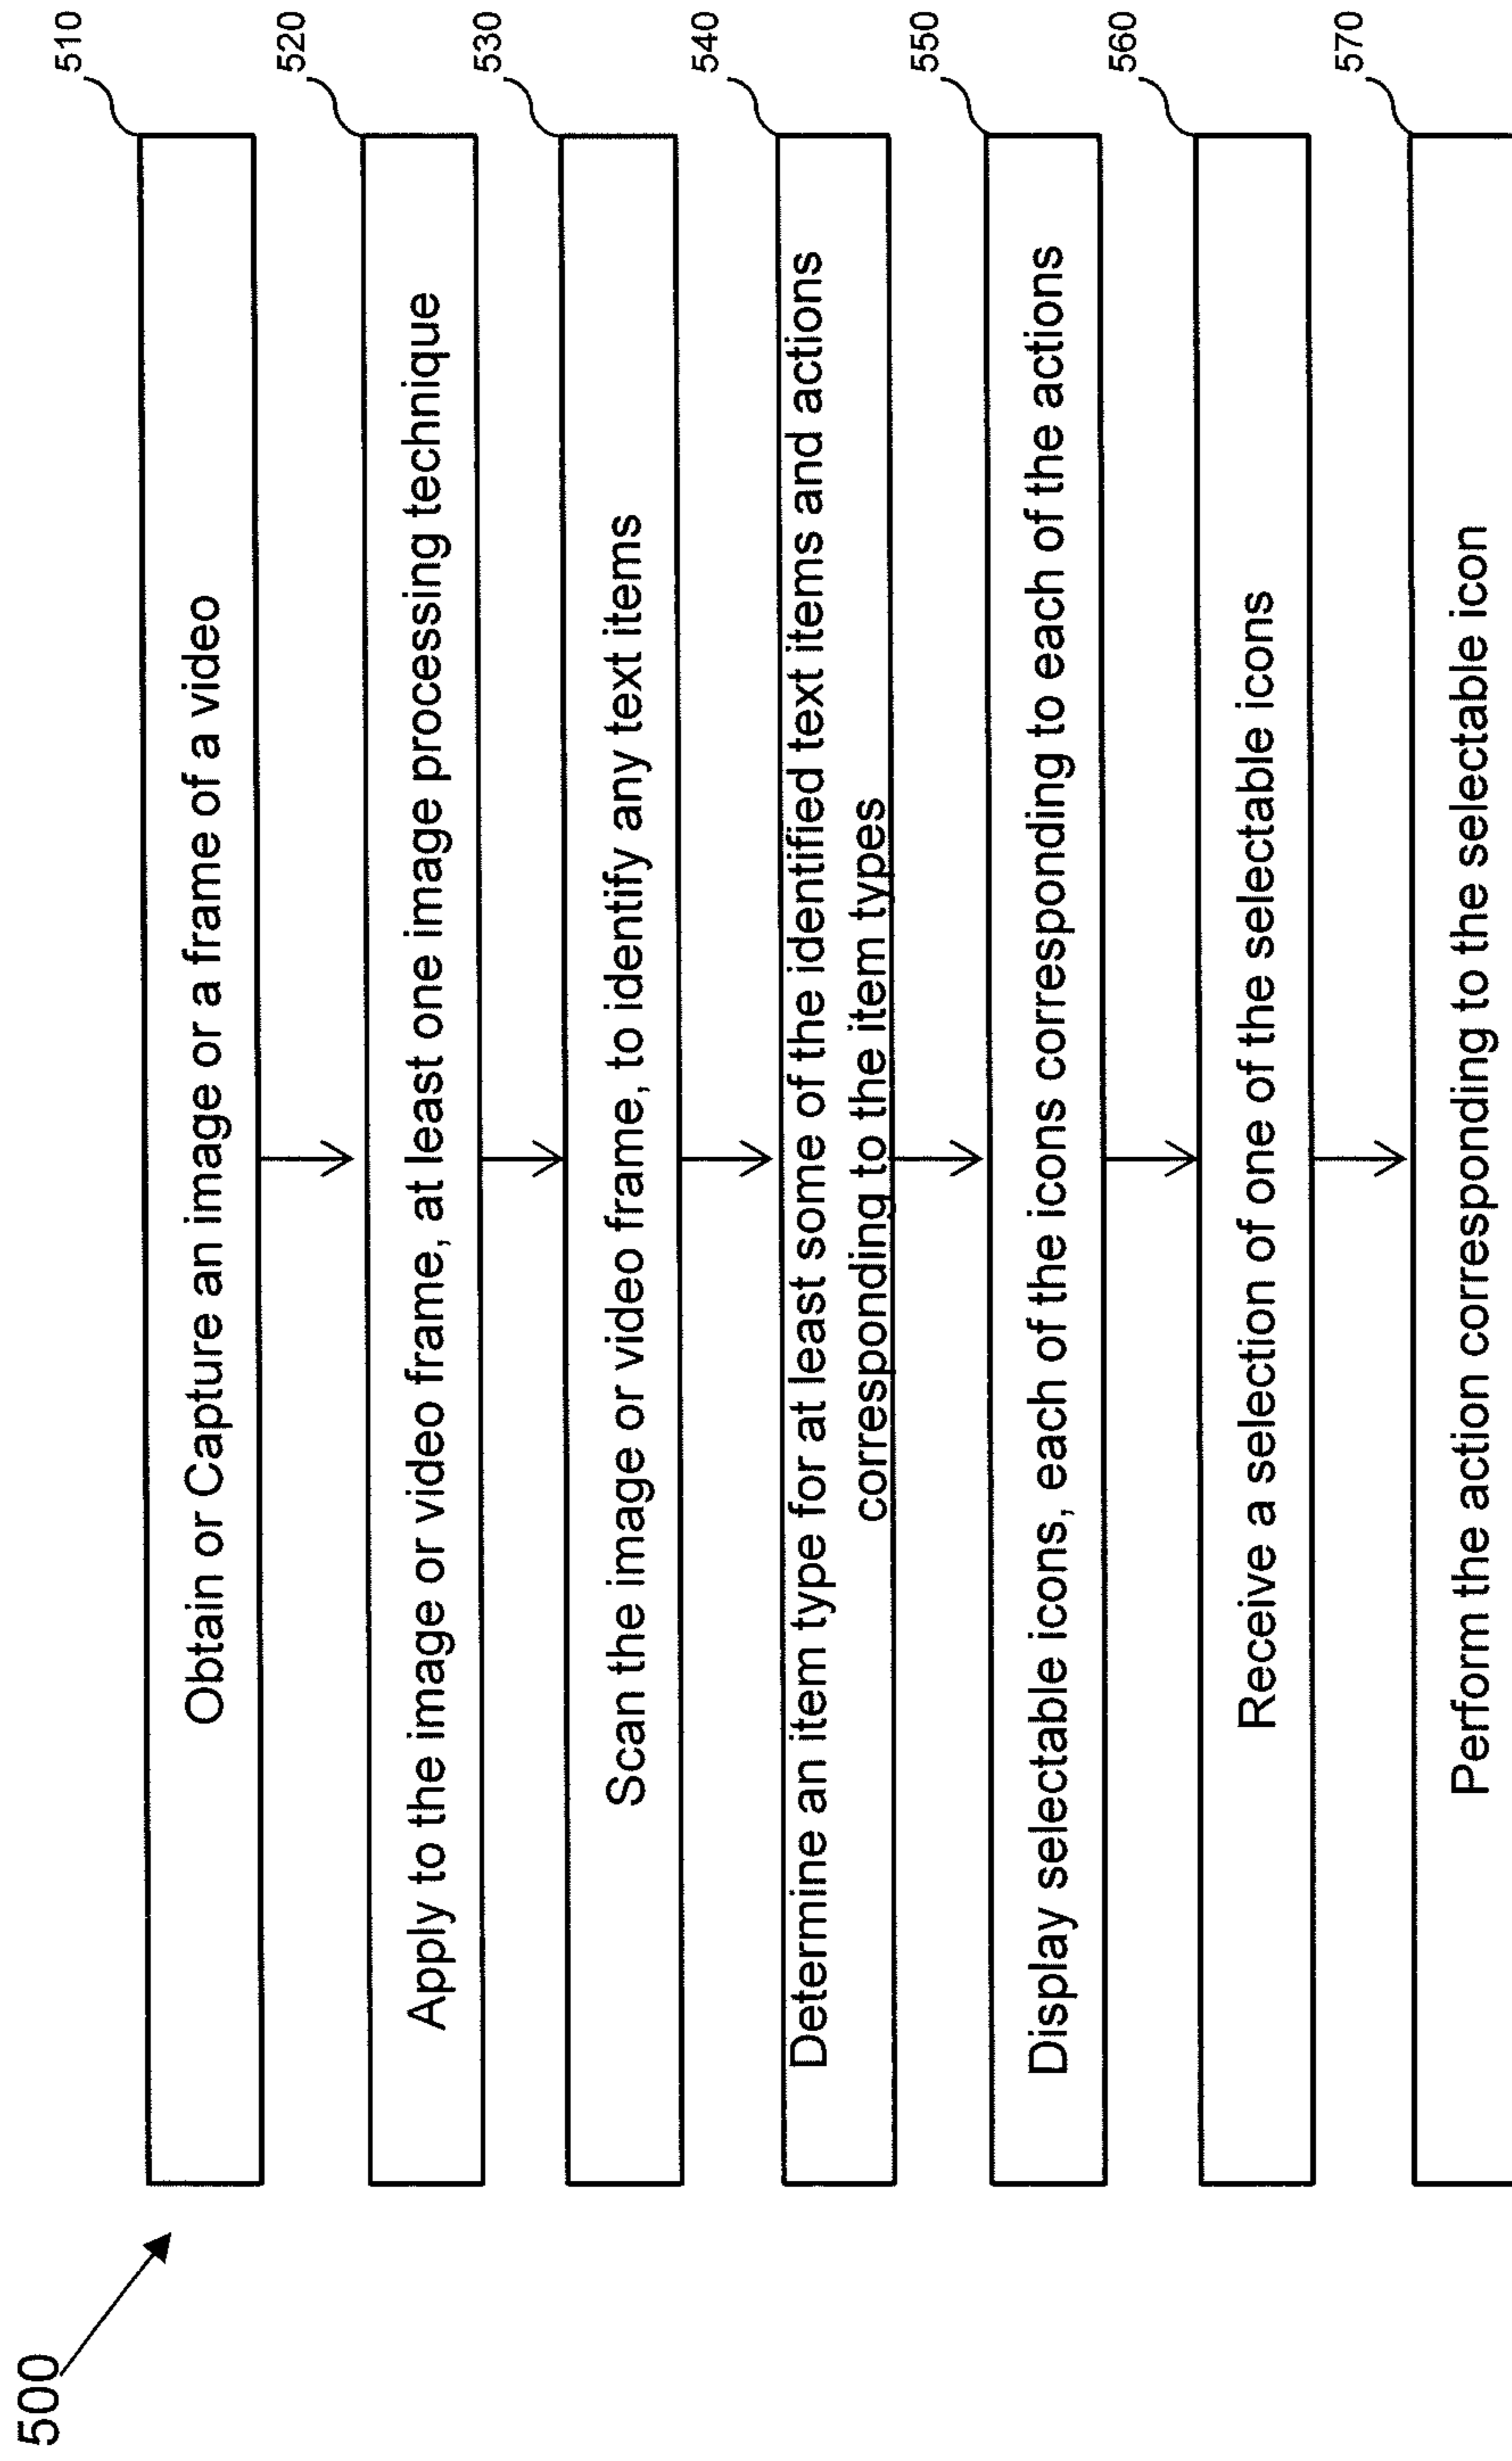 500
510
Obtain or Capture an image or a frame of a video
520
Apply to the image or video frame, at least one image processing technique
530
Scan the image or video frame, to identify any text items
540
Determine an item type for at least some of the identified text items and actions
corresponding to the item types
550
Display selectable icons, each of the icons corresponding to each of the actions
560
Receive a selection of one of the selectable icons
570
Perform the action corresponding to the selectable icon